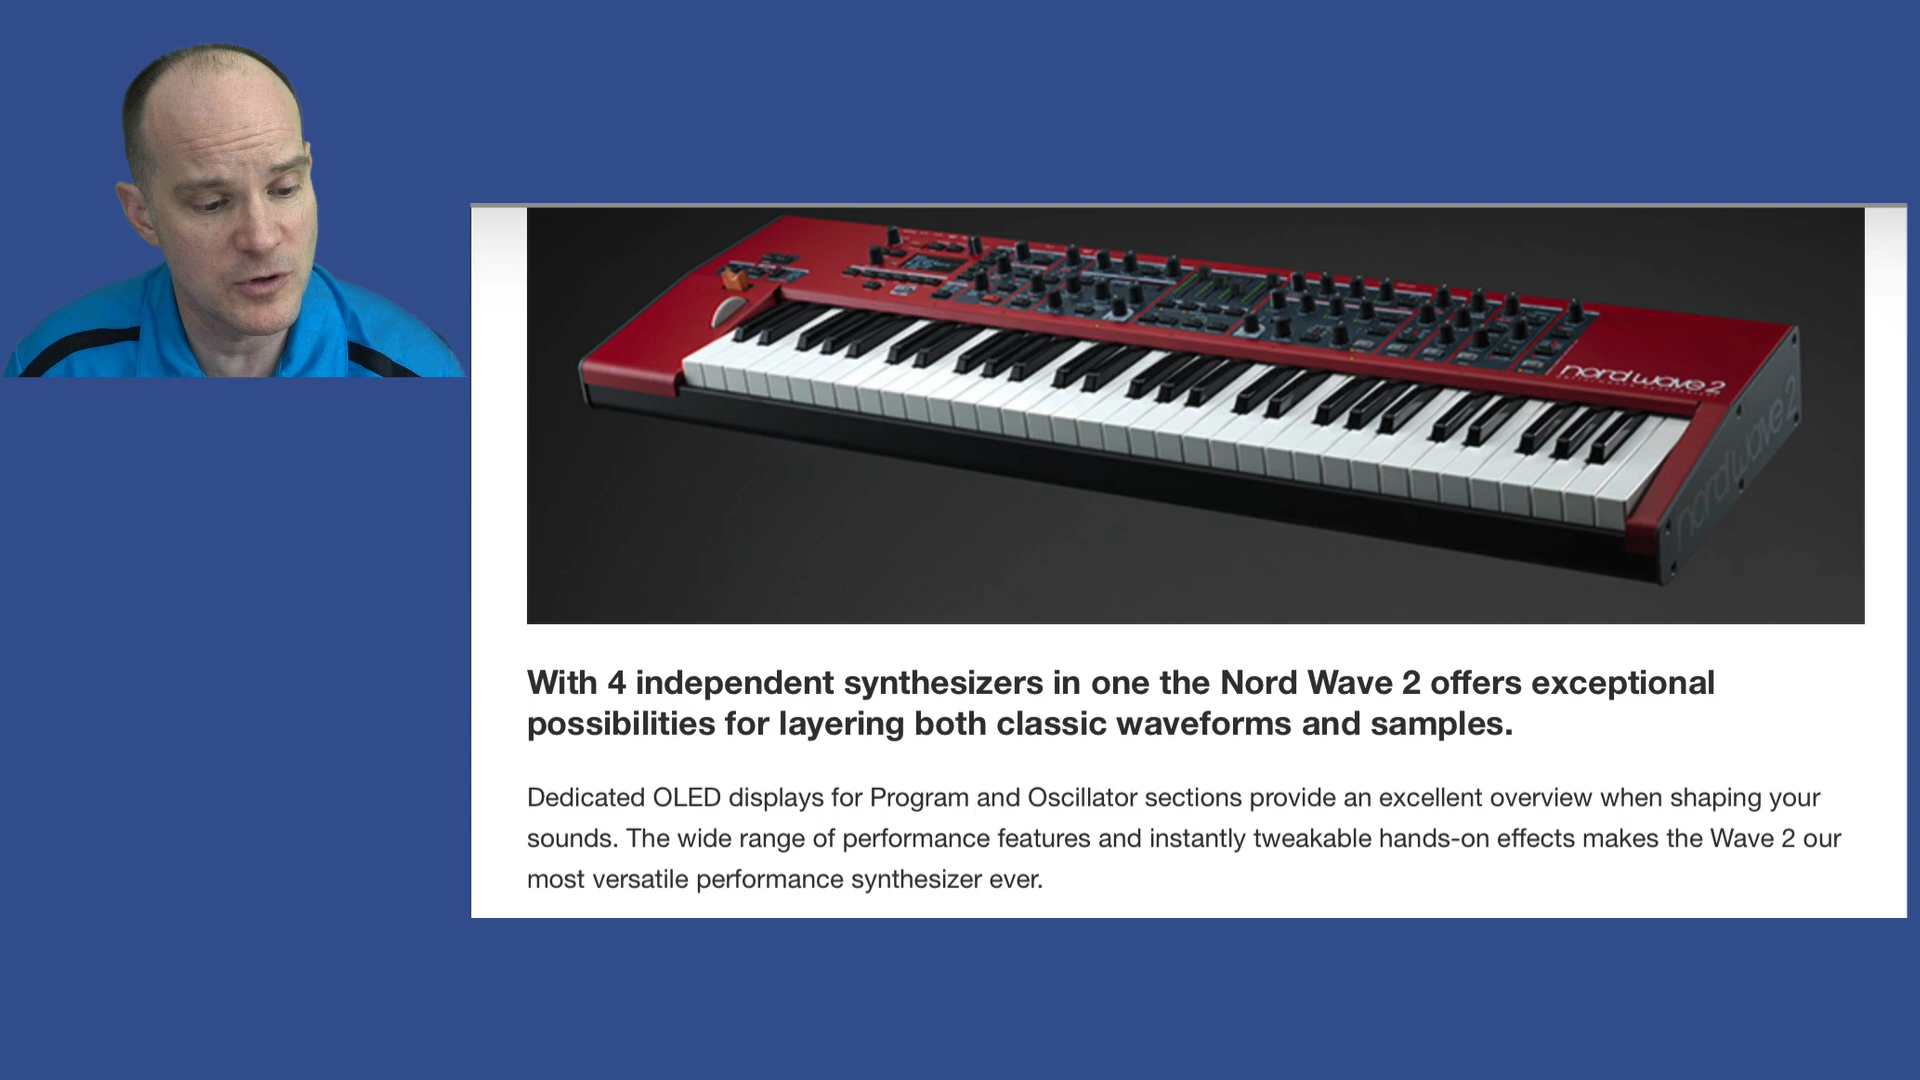 nord wave 2
nord wave 2
With 4 independent synthesizers in one the Nord Wave 2 offers exceptional
possibilities for layering both classic waveforms and samples.
Dedicated OLED displays for Program and Oscillator sections provide an excellent overview when shaping your
sounds. The wide range of performance features and instantly tweakable hands-on effects makes the Wave 2 our
most versatile performance synthesizer ever.